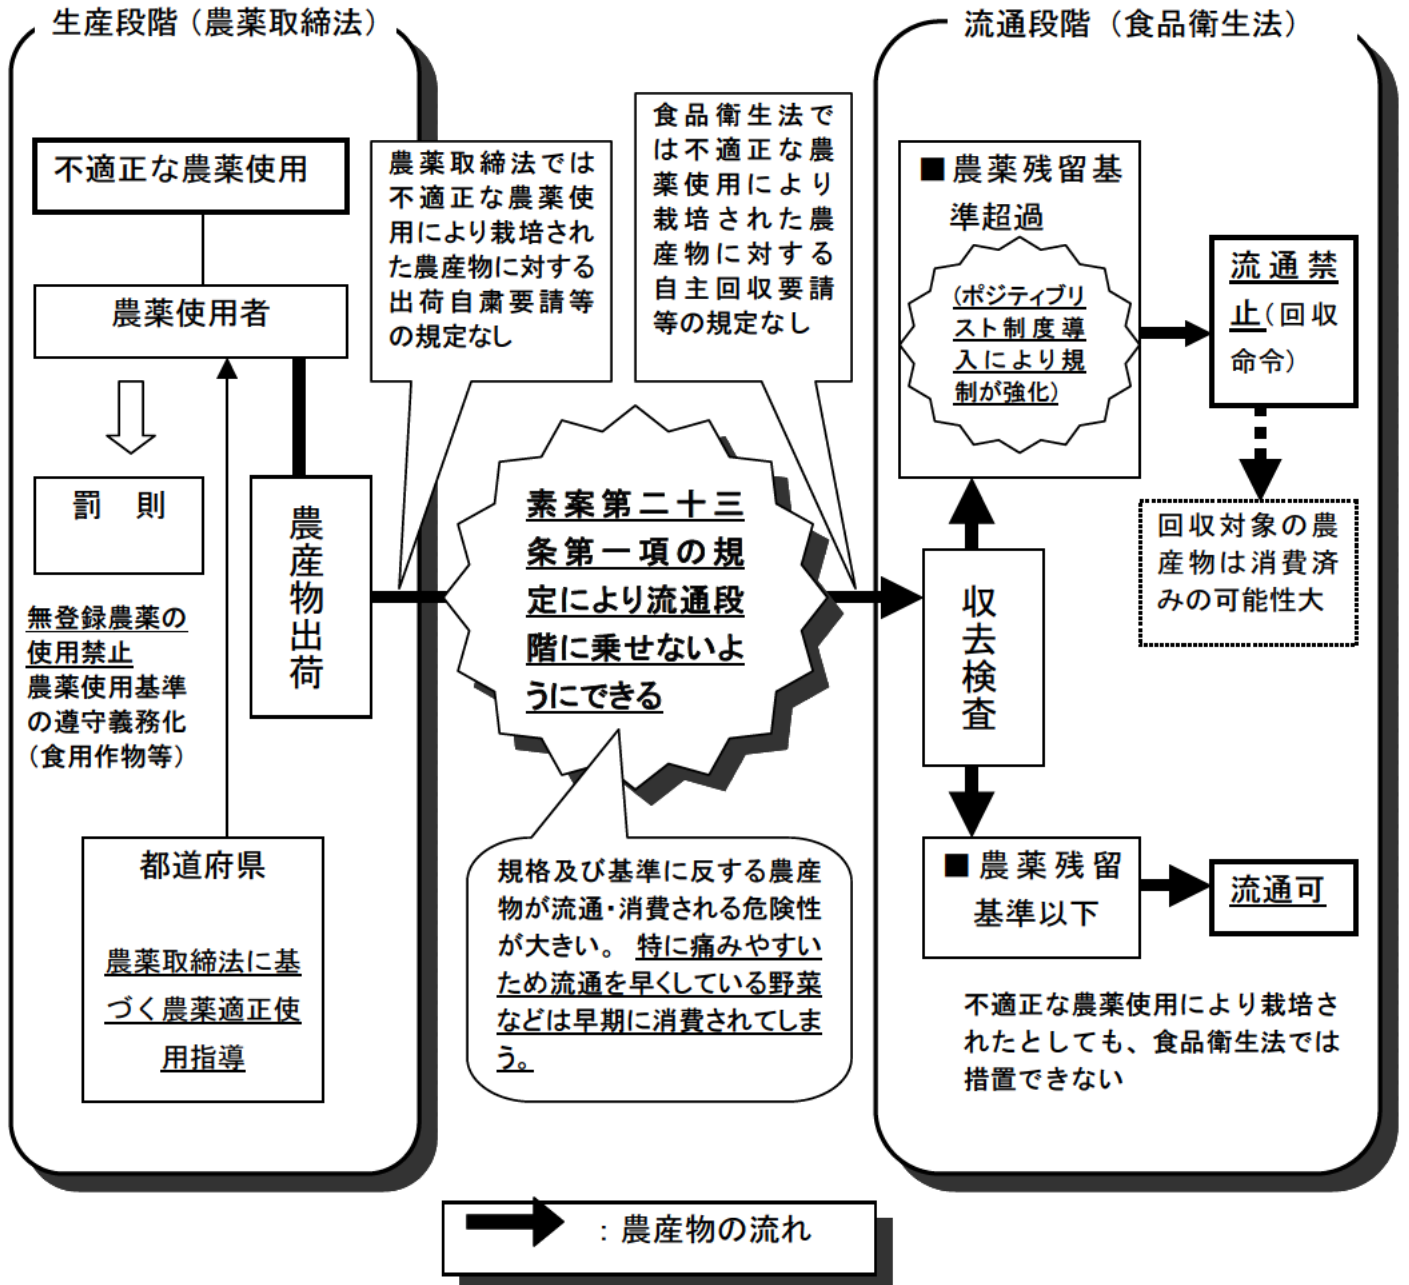 生産段階（農薬取締法）
不適正な農薬使用
農薬使用者
罰　則
無登録農薬の
使用禁止
農薬使用基準
の遵守義務化
（食用作物等）
農産物出荷
都道府県
農薬取締法に基
づく農薬適正使
用指導
農薬取締法では
不適正な農薬使
用により栽培され
た農産物に対する
出荷自粛要請等
の規定なし
食品衛生法で
は不適正な農
薬使用により
栽培された農
産物に対する
自主回収要請
等の規定なし
素案第二十三
条第一項の規
定により流通段
階に乗せないよ
うにできる
規格及び基準に反する農産
物が流通・消費される危険性
が大きい。 特に痛みやすい
ため流通を早くしている野菜
などは早期に消費されてしま
う。
流通段階（食品衛生法）
■農薬残留基
準超過
(ポジティブリ
スト制度導
入により規
制が強化)
流通禁
止(回収
命令)
回収対象の農
産物は消費済
みの可能性大
収去検査
■農薬残留
基準以下
流通可
不適正な農薬使用により栽培さ
れたとしても、食品衛生法では
措置できない
：農産物の流れ